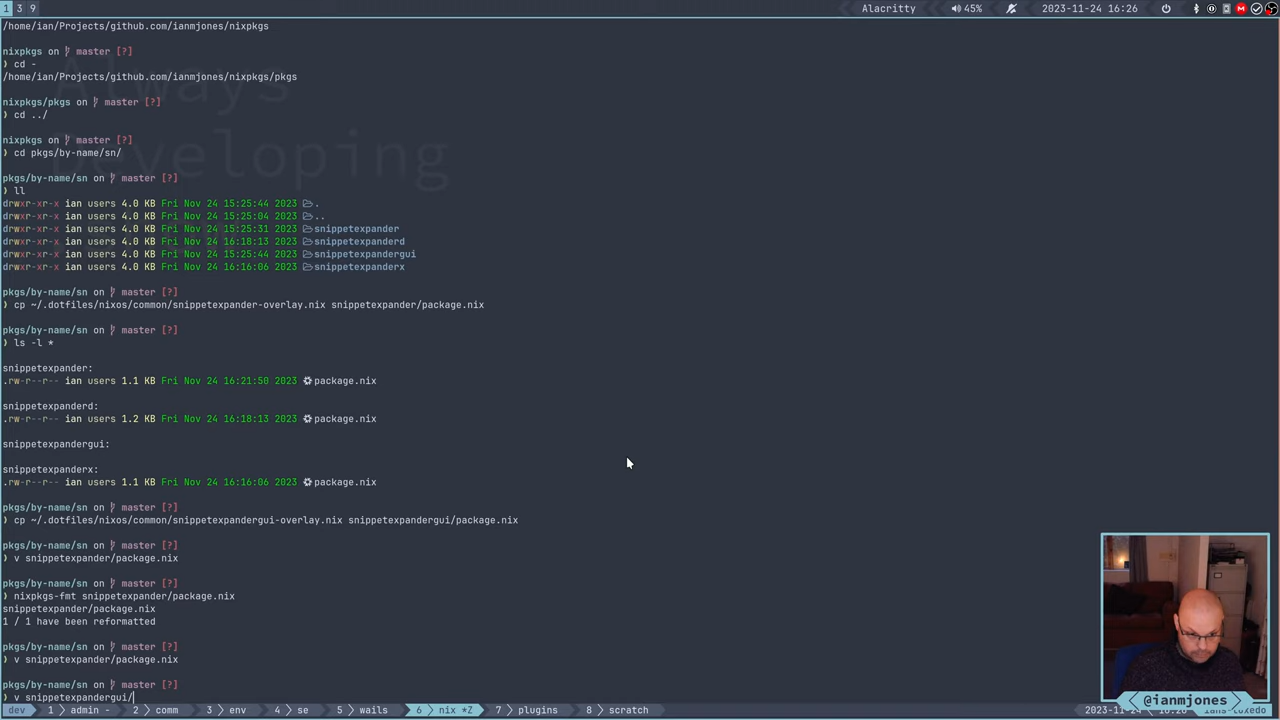 1 3 9
Alacritty 45% 2023-11-24 16:26
/home/ian/Projects/github.com/ianmjones/nixpkgs
nixpkgs on master [?]
❯ cd -
/home/ian/Projects/github.com/ianmjones/nixpkgs/pkgs
Always
nixpkgs/pkgs on master [?]
❯ cd ../
nixpkgs on master [?]
❯ cd pkgs/by-name/sn/
Developing
pkgs/by-name/sn on master [?]
❯ ll
drwxr-xr-x ian users 4.0 KB Fri Nov 24 15:25:44 2023 .
drwxr-xr-x ian users 4.0 KB Fri Nov 24 15:25:04 2023 ..
drwxr-xr-x ian users 4.0 KB Fri Nov 24 15:25:31 2023 snippetexpander
drwxr-xr-x ian users 4.0 KB Fri Nov 24 16:18:13 2023 snippetexpanderd
drwxr-xr-x ian users 4.0 KB Fri Nov 24 15:25:44 2023 snippetexpandergui
drwxr-xr-x ian users 4.0 KB Fri Nov 24 16:16:06 2023 snippetexpanderx
pkgs/by-name/sn on master [?]
❯ cp ~/.dotfiles/nixos/common/snippetexpander-overlay.nix snippetexpander/package.nix
pkgs/by-name/sn on master [?]
❯ ls -l *
snippetexpander:
.rw-r--r-- ian users 1.1 KB Fri Nov 24 16:21:50 2023 package.nix
snippetexpanderd:
.rw-r--r-- ian users 1.2 KB Fri Nov 24 16:18:13 2023 package.nix
snippetexpandergui:
snippetexpanderx:
.rw-r--r-- ian users 1.1 KB Fri Nov 24 16:16:06 2023 package.nix
pkgs/by-name/sn on master [?]
❯ cp ~/.dotfiles/nixos/common/snippetexpandergui-overlay.nix snippetexpandergui/package.nix
pkgs/by-name/sn on master [?]
❯ v snippetexpander/package.nix
pkgs/by-name/sn on master [?]
❯ nixpkgs-fmt snippetexpander/package.nix
snippetexpander/package.nix
1 / 1 have been reformatted
pkgs/by-name/sn on master [?]
❯ v snippetexpander/package.nix
pkgs/by-name/sn on master [?]
❯ v snippetexpandergui/
@ianmjones
dev 1 admin - 2 comm 3 env 4 se 5 wails 6 nix *Z 7 plugins 8 scratch 2023-11-24